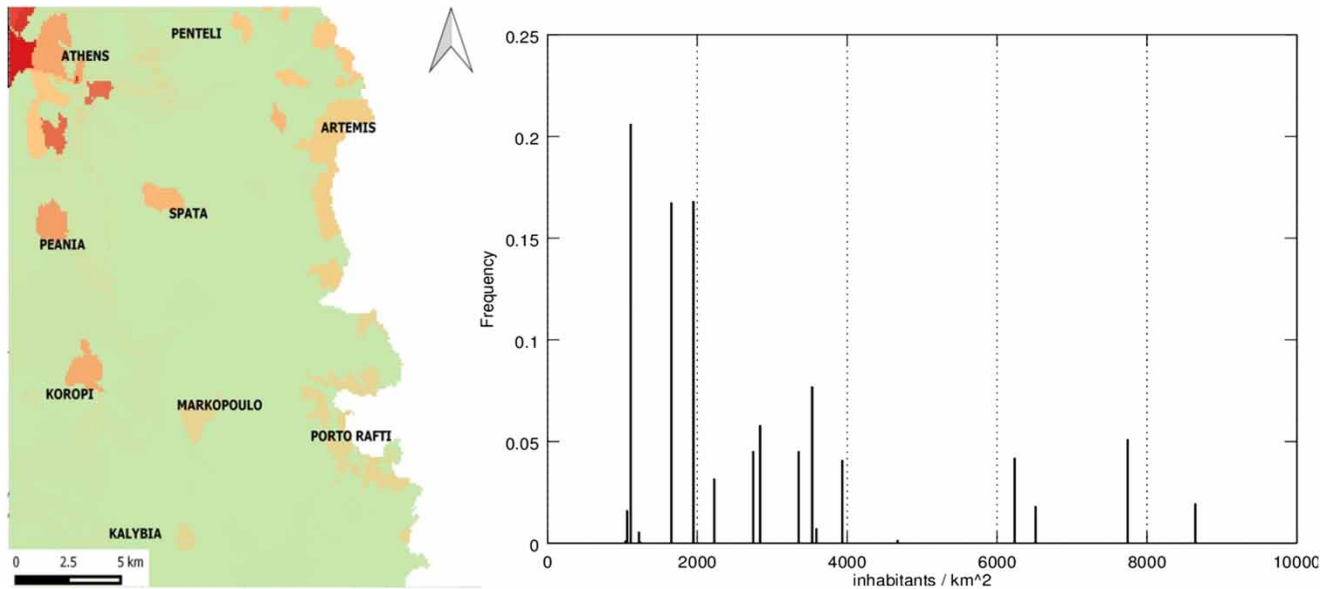 PENTELI
ATHENS
ARTEMIS
SPATA
PEANIA
KOROPI
MARKOPOULO
PORTO RAFTI
KALYBIA
0 2.5 5 km
0.25
0.2
0.15
0.1
0.05
0
Frequency
0 2000 4000 6000 8000 10000
inhabitants / km^2